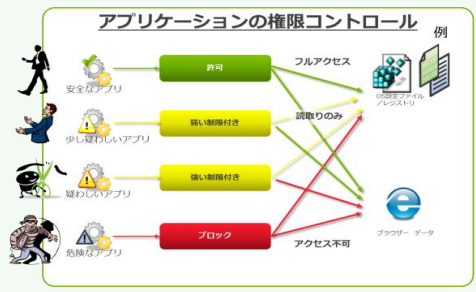 アプリケーションの権限コントロール
例
安全なアプリ
許可
フルアクセス
OS設定ファイル
/レジストリ
少し疑わしいアプリ
弱い制限付き
読取りのみ
疑わしいアプリ
強い制限付き
危険なアプリ
ブロック
アクセス不可
ブラウザー データ